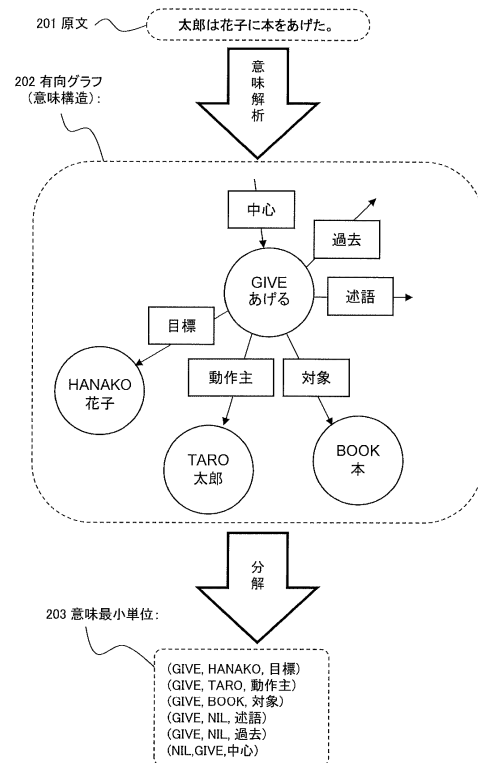 201 原文
太郎は花子に本をあげた。
意味解析
202 有向グラフ
(意味構造):
中心
過去
GIVE
あげる
述語
目標
HANAKO
花子
動作主
対象
TARO
太郎
BOOK
本
分解
203 意味最小単位:
(GIVE, HANAKO, 目標)
(GIVE, TARO, 動作主)
(GIVE, BOOK, 対象)
(GIVE, NIL, 述語)
(GIVE, NIL, 過去)
(NIL,GIVE,中心)